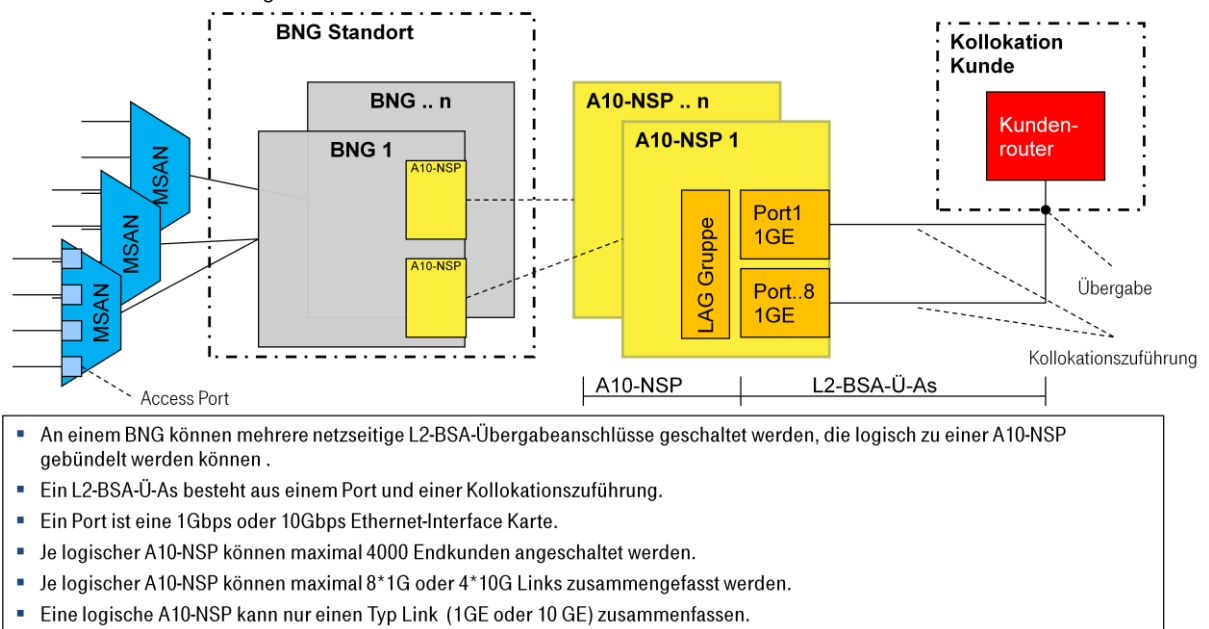 BNG Standort
Kollokation
Kunde
BNG .. n
A10-NSP .. n
Kunden-
router
BNG 1
A10-NSP 1
A10-NSP
MSAN
Port1
1GE
LAG Gruppe
MSAN
A10-NSP
Port..8
1GE
Übergabe
MSAN
Kollokationszuführung
A10-NSP
L2-BSA-Ü-As
Access Port
▪ An einem BNG können mehrere netzseitige L2-BSA-Übergabeanschlüsse geschaltet werden, die logisch zu einer A10-NSP
gebündelt werden können .
▪ Ein L2-BSA-Ü-As besteht aus einem Port und einer Kollokationszuführung.
▪ Ein Port ist eine 1Gbps oder 10Gbps Ethernet-Interface Karte.
▪ Je logischer A10-NSP können maximal 4000 Endkunden angeschaltet werden.
▪ Je logischer A10-NSP können maximal 8*1G oder 4*10G Links zusammengefasst werden.
▪ Eine logische A10-NSP kann nur einen Typ Link (1GE oder 10 GE) zusammenfassen.